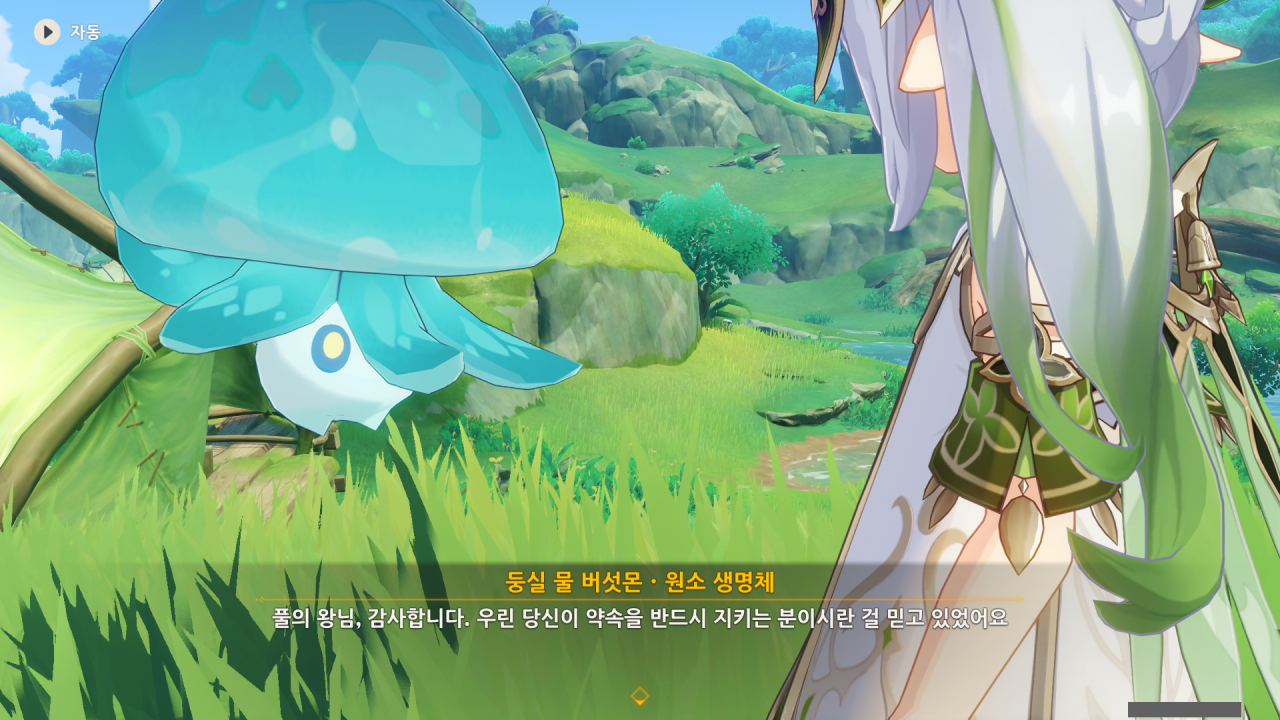 자동
둥실 물 버섯몬 · 원소 생명체
풀의 왕님, 감사합니다. 우린 당신이 약속을 반드시 지키는 분이시란 걸 믿고 있었어요